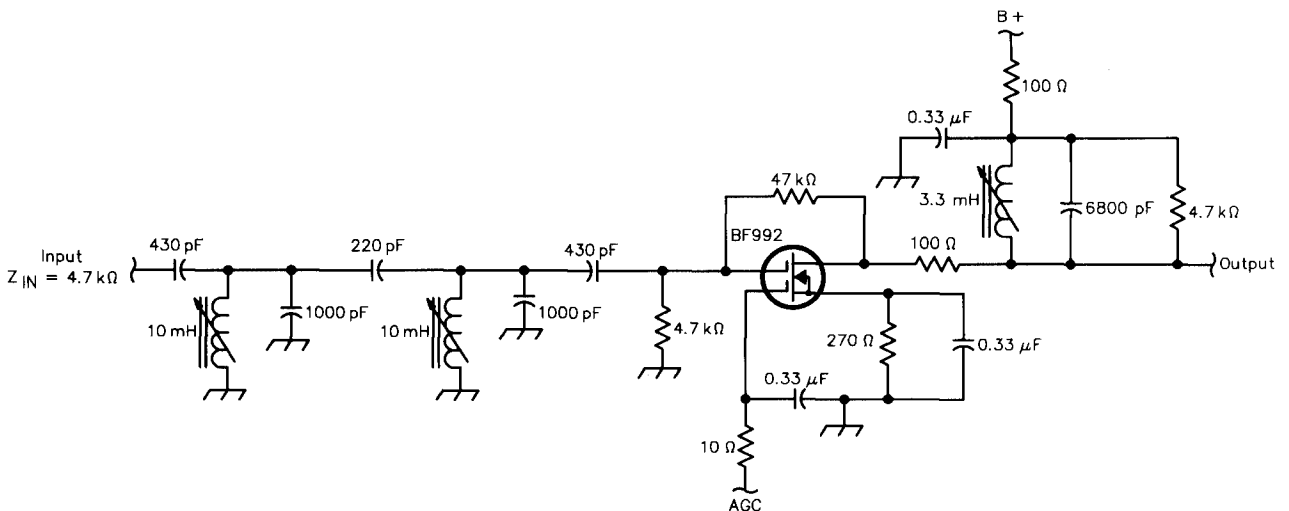 B+
100 Ω
0.33 µF
3.3 mH
6800 pF
4.7 kΩ
47 kΩ
BF992
100 Ω
Output
Input
Z IN = 4.7 kΩ
430 pF
220 pF
430 pF
10 mH
1000 pF
10 mH
1000 pF
4.7 kΩ
270 Ω
0.33 µF
0.33 µF
10 Ω
AGC